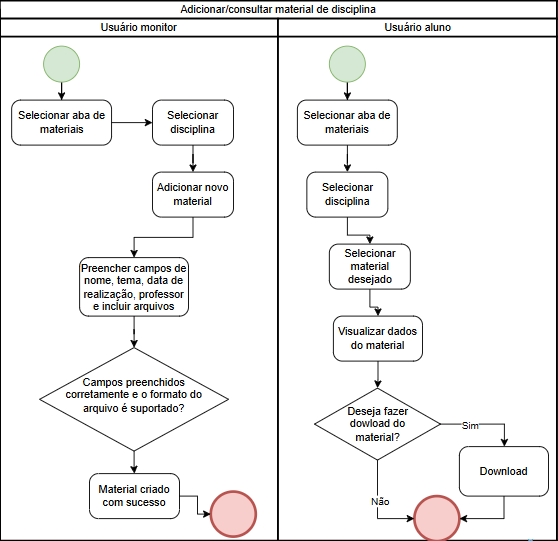 Adicionar/consultar material de disciplina
Usuário monitor
Selecionar aba de
materiais
Selecionar
disciplina
Adicionar novo
material
Preencher campos de
nome, tema, data de
realização, professor
e incluir arquivos
Campos preenchidos
corretamente e o formato do
arquivo é suportado?
Material criado
com sucesso
Usuário aluno
Selecionar aba de
materiais
Selecionar
disciplina
Selecionar
material
desejado
Visualizar dados
do material
Deseja fazer
dowload do
material?
Sim
Download
Não